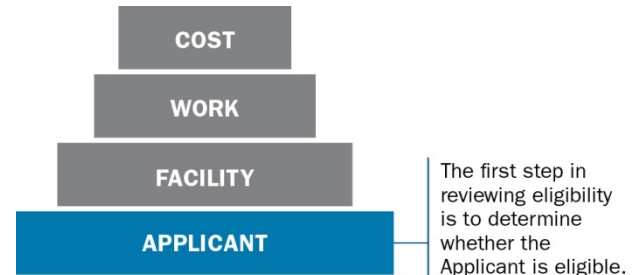 COST
WORK
FACILITY
APPLICANT
The first step in
reviewing eligibility
is to determine
whether the
Applicant is eligible.